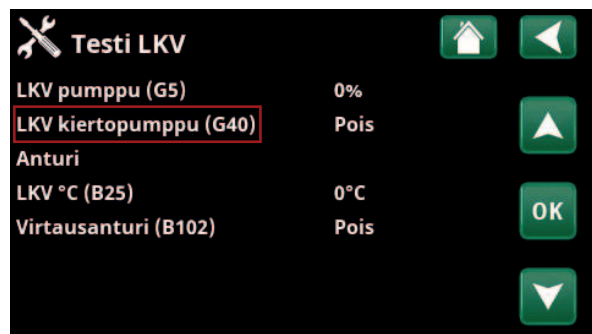 Testi LKV
LKV pumppu (G5) 0%
LKV kiertopumppu (G40) Pois
Anturi
LKV °C (B25) 0°C
Virtausanturi (B102) Pois
OK